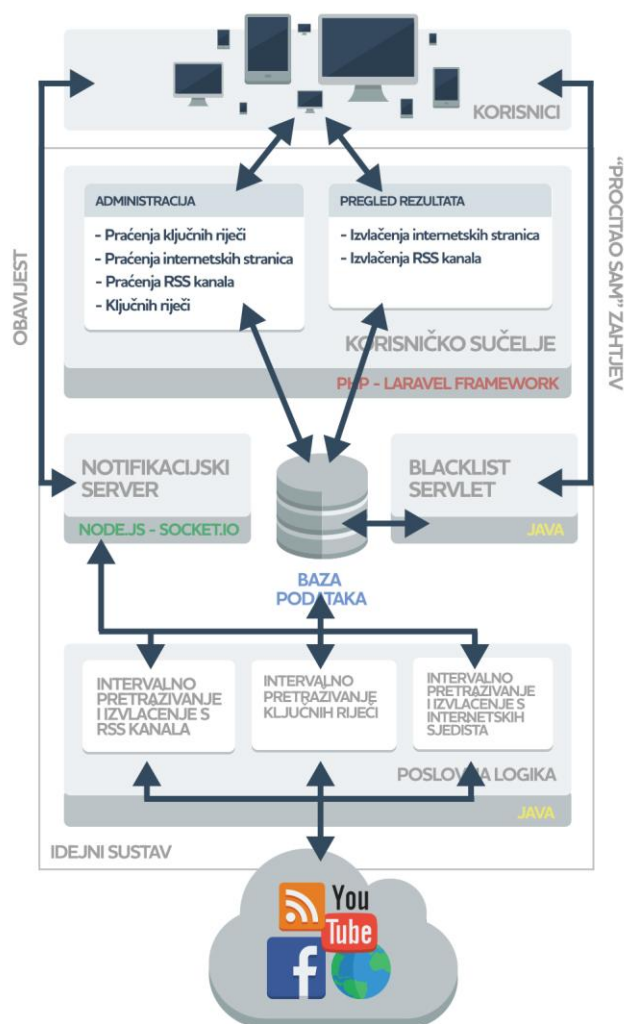 KORISNICI
OBAVIJEST
"PROCITAO SAM" ZAHTJEV
ADMINISTRACIJA
- Praćenja ključnih riječi
- Praćenja internetskih stranica
- Praćenja RSS kanala
- Ključnih riječi
PREGLED REZULTATA
- Izvlačenja internetskih stranica
- Izvlačenja RSS kanala
KORISNIČKO SUČELJE
PHP - LARAVEL FRAMEWORK
NOTIFIKACIJSKI
SERVER
NODE.JS - SOCKET.IO
BLACKLIST
SERVLET
JAVA
BAZA
PODATAKA
INTERVALNO
PRETRAŽIVANJE
I IZVLAČENJE S
RSS KANALA
INTERVALNO
PRETRAŽIVANJE
KLJUČNIH RIJEČI
INTERVALNO
PRETRAŽIVANJE
I IZVLAČENJE S
INTERNETSKIH
SJEDISTA
POSLOVNA LOGIKA
JAVA
IDEJNI SUSTAV
You
Tube
f